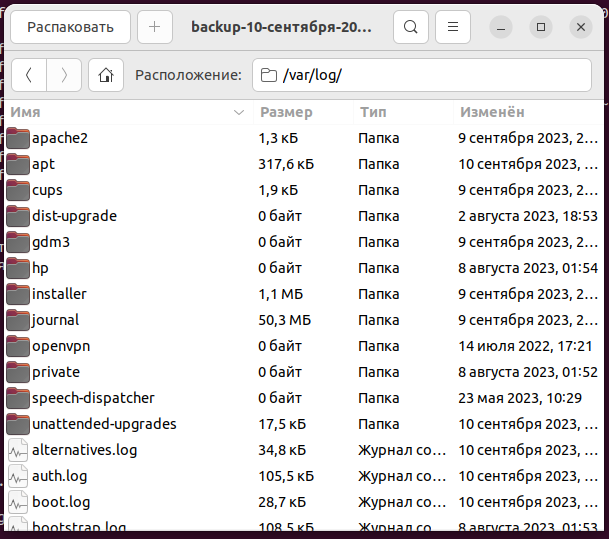 Распаковать
backup-10-сентября-20...
Расположение:
/var/log/
Имя Размер Тип Изменён
apache2 1,3 кБ Папка 9 сентября 2023, 2...
apt 317,6 кБ Папка 10 сентября 2023, ...
cups 1,9 кБ Папка 9 сентября 2023, 2...
dist-upgrade 0 байт Папка 2 августа 2023, 18:53
gdm3 0 байт Папка 9 сентября 2023, 2...
hp 0 байт Папка 8 августа 2023, 01:54
installer 1,1 МБ Папка 9 сентября 2023, 2...
journal 50,3 МБ Папка 9 сентября 2023, 2...
openvpn 0 байт Папка 14 июля 2022, 17:21
private 0 байт Папка 8 августа 2023, 01:52
speech-dispatcher 0 байт Папка 23 мая 2023, 10:29
unattended-upgrades 17,5 кБ Папка 10 сентября 2023, ...
alternatives.log 34,8 кБ Журнал со... 10 сентября 2023, ...
auth.log 105,5 кБ Журнал со... 10 сентября 2023, ...
boot.log 28,7 кБ Журнал со... 10 сентября 2023, ...
bootstrap.log 108,5 кБ Журнал со... 8 августа 2023, 01:53